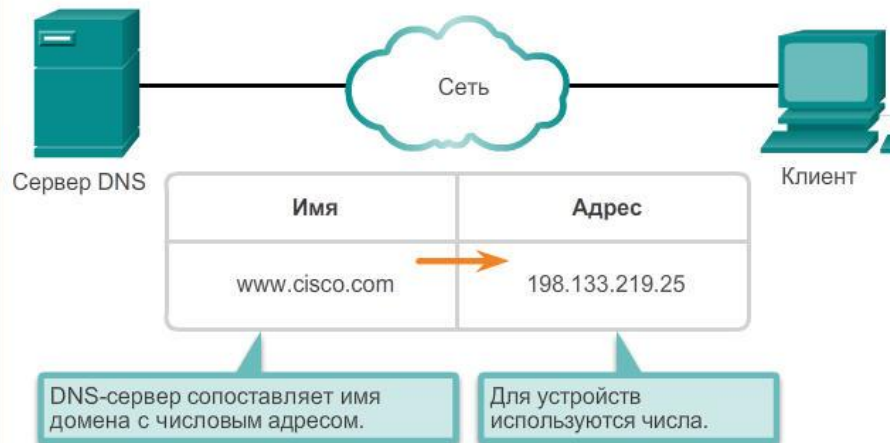 Сеть
Сервер DNS
Клиент
Имя
Адрес
www.cisco.com
198.133.219.25
DNS-сервер сопоставляет имя
домена с числовым адресом.
Для устройств
используются числа.